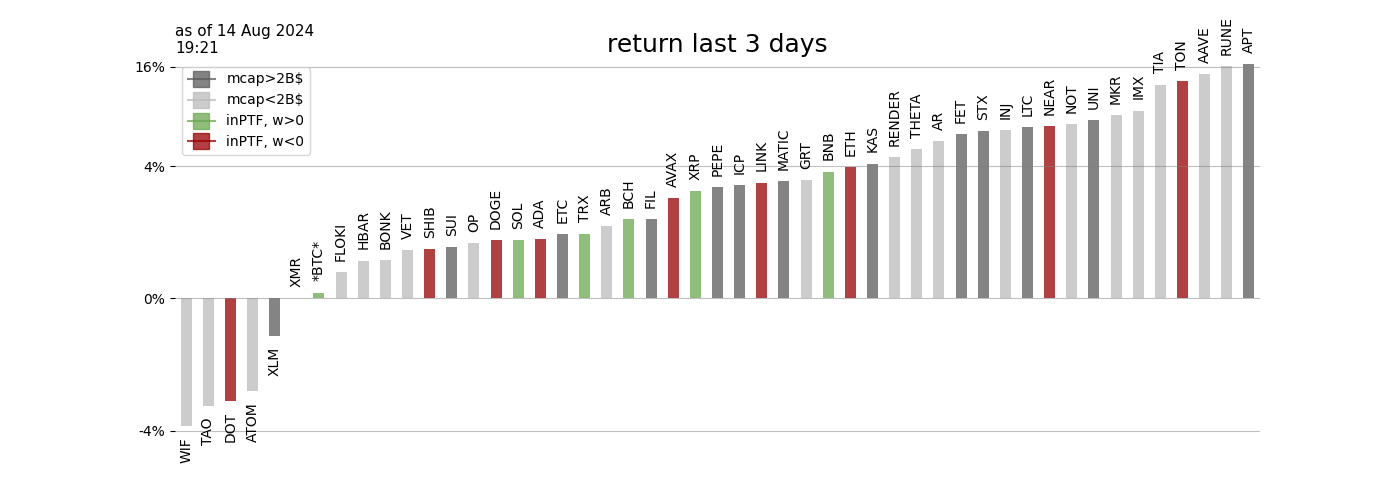 as of 14 Aug 2024
19:21
return last 3 days
16%
4%
0%
-4%
mcap>2B$
mcap<2B$
inPTF, w>0
inPTF, w<0
WIF
TAO
DOT
ATOM
XLM
XMR
*BTC*
FLOKI
HBAR
BONK
VET
SHIB
SUI
OP
DOGE
SOL
ADA
ETC
TRX
ARB
BCH
FIL
AVAX
XRP
PEPE
ICP
LINK
MATIC
GRT
BNB
ETH
KAS
RENDER
THETA
AR
FET
STX
INJ
LTC
NEAR
NOT
UNI
MKR
IMX
TIA
TON
AAVE
RUNE
APT